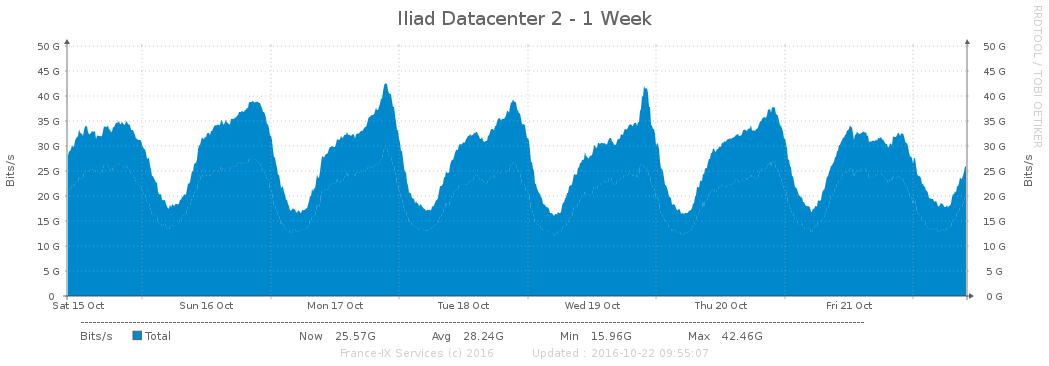 Iliad Datacenter 2 - 1 Week
RRDTOOL / TOBI OETIKER
Bits/s
50 G 50 G
45 G 45 G
40 G 40 G
35 G 35 G
30 G 30 G
25 G 25 G
20 G 20 G
15 G 15 G
10 G 10 G
5 G 5 G
0 0 G
Bits/s
Sat 15 Oct Sun 16 Oct Mon 17 Oct Tue 18 Oct Wed 19 Oct Thu 20 Oct Fri 21 Oct
Bits/s Total Now 25.57G Avg 28.24G Min 15.96G Max 42.46G
France-IX Services (c) 2016 Updated : 2016-10-22 09:55:07